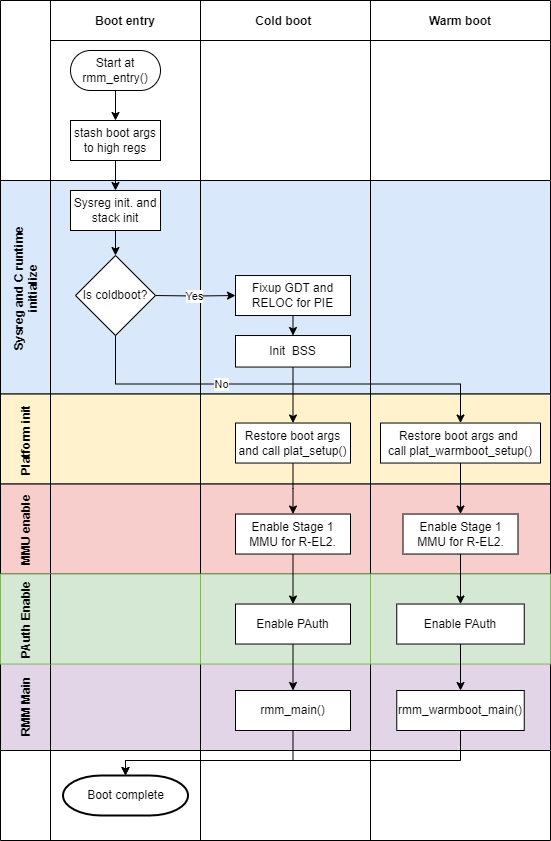 Boot entry
Cold boot
Warm boot
Start at
rmm_entry()
stash boot args
to high regs
Sysreg and C runtime
initialize
Sysreg init. and
stack init
Is coldboot?
Yes
Fixup GDT and
RELOC for PIE
Init BSS
No
Platform init
Restore boot args
and call plat_setup()
Restore boot args and
call plat_warmboot_setup()
MMU enable
Enable Stage 1
MMU for R-EL2.
Enable Stage 1
MMU for R-EL2.
PAuth Enable
Enable PAuth
Enable PAuth
RMM Main
rmm_main()
rmm_warmboot_main()
Boot complete